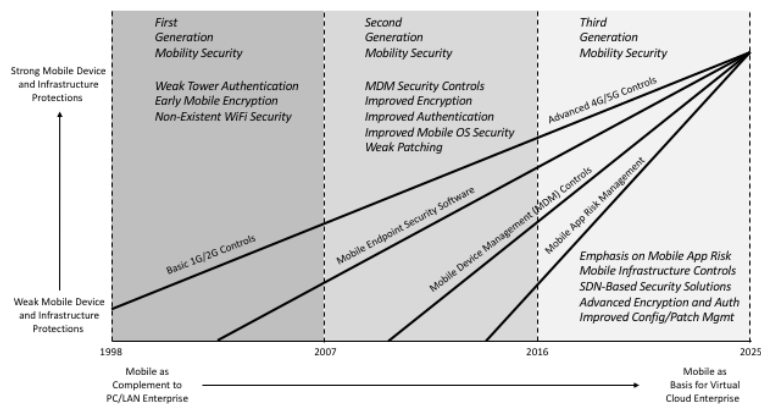 First
Generation
Mobility Security
Second
Generation
Mobility Security
Third
Generation
Mobility Security
Strong Mobile Device
and Infrastructure
Protections
Weak Tower Authentication
Early Mobile Encryption
Non-Existent WiFi Security
MDM Security Controls
Improved Encryption
Improved Authentication
Improved Mobile OS Security
Weak Patching
Advanced 4G/5G Controls
Mobile Endpoint Security Software
Mobile Device Management (MDM) Controls
Mobile App Risk Management
Basic 1G/2G Controls
Emphasis on Mobile App Risk
Mobile Infrastructure Controls
SDN-Based Security Solutions
Advanced Encryption and Auth
Improved Config/Patch Mgmt
Weak Mobile Device
and Infrastructure
Protections
1998
2007
2016
2025
Mobile as
Complement to
PC/LAN Enterprise
Mobile as
Basis for Virtual
Cloud Enterprise